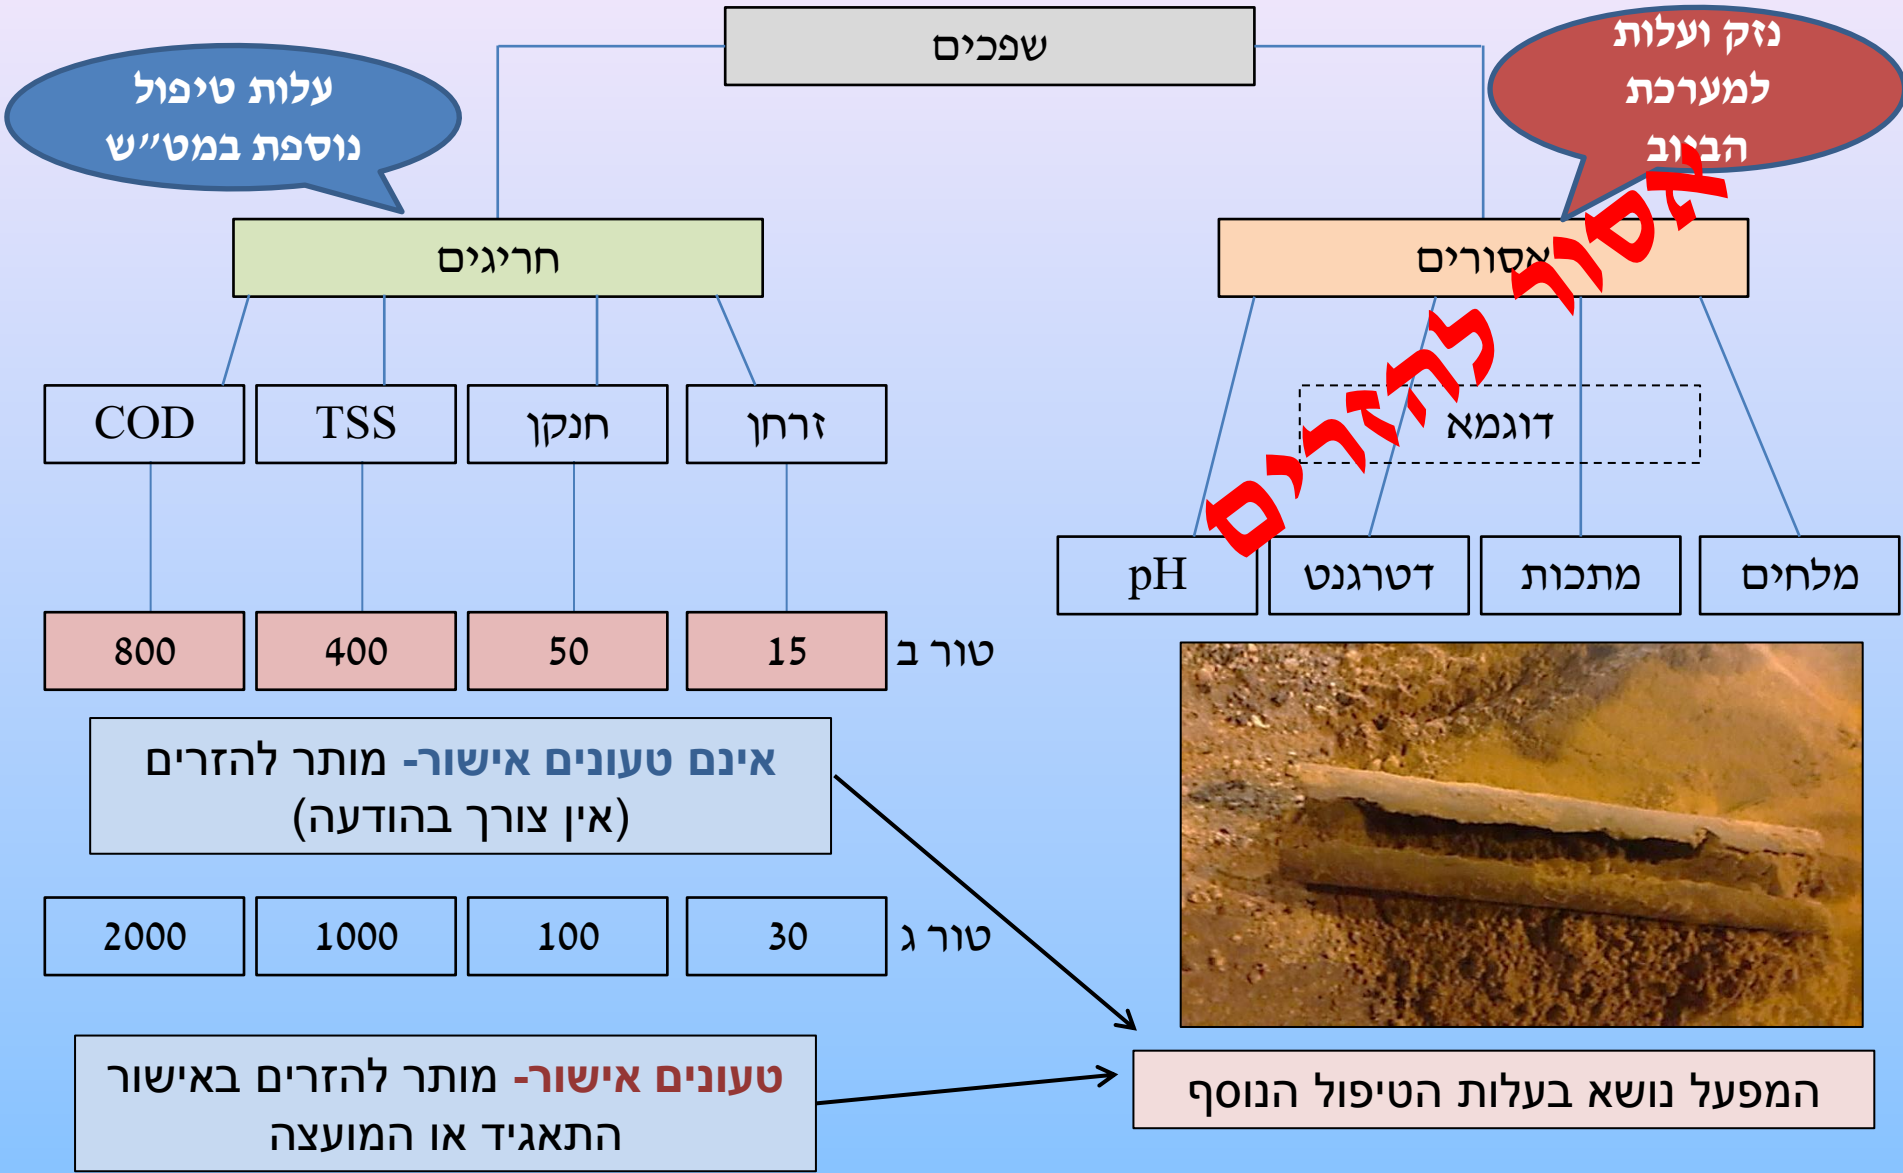 שפכים
נזק ועלות
למערכת
הביוב
עלות טיפול
נוספת במט״ש
אסורים
חריגים
אסור להזרים
דוגמא
מלחים
מתכות
דטרגנט
pH
זרחן
חנקן
TSS
COD
טור ב
15
50
400
800
אינם טעונים אישור- מותר להזרים
(אין צורך בהודעה)
טור ג
30
100
1000
2000
טעונים אישור- מותר להזרים באישור
התאגיד או המועצה
המפעל נושא בעלות הטיפול הנוסף